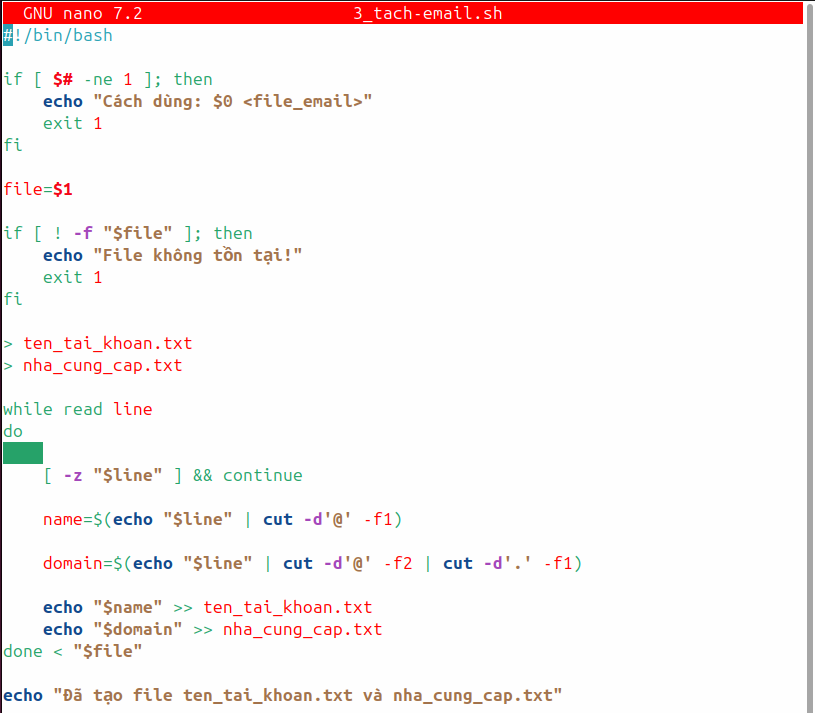 GNU nano 7.2 3_tach-email.sh
#!/bin/bash
if [ $# -ne 1 ]; then
echo "Cách dùng: $0 <file_email>"
exit 1
fi
file=$1
if [ ! -f "$file" ]; then
echo "File không tồn tại!"
exit 1
fi
> ten_tai_khoan.txt
> nha_cung_cap.txt
while read line
do
[ -z "$line" ] && continue
name=$(echo "$line" | cut -d'@' -f1)
domain=$(echo "$line" | cut -d'@' -f2 | cut -d'.' -f1)
echo "$name" >> ten_tai_khoan.txt
echo "$domain" >> nha_cung_cap.txt
done < "$file"
echo "Đã tạo file ten_tai_khoan.txt và nha_cung_cap.txt"